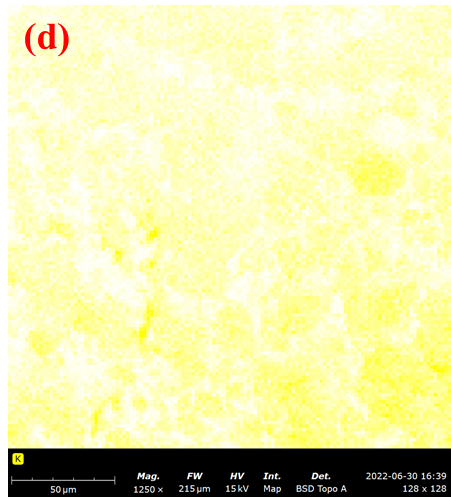 (d)
K
Mag. FW HV Int. Det. 2022-06-30 16:39
50 µm 1250 × 215 µm 15 kV Map BSD Topo A 128 x 128